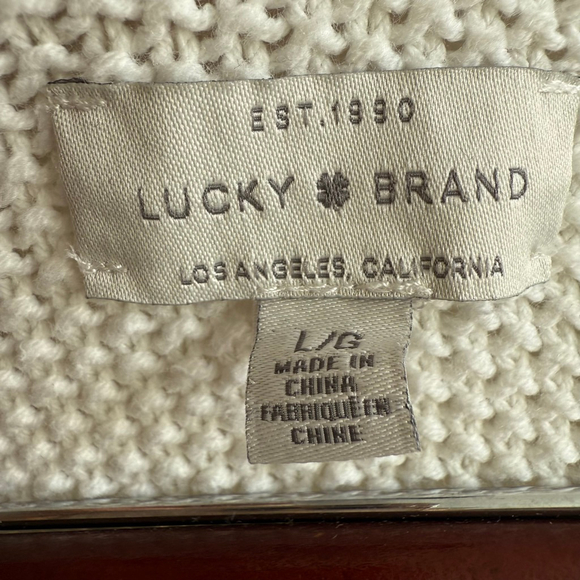 EST.1990
LUCKY BRAND
LOS ANGELES, CALIFORNIA
L/G
MADE IN
CHINA
FABRIQUÉ EN
CHINE